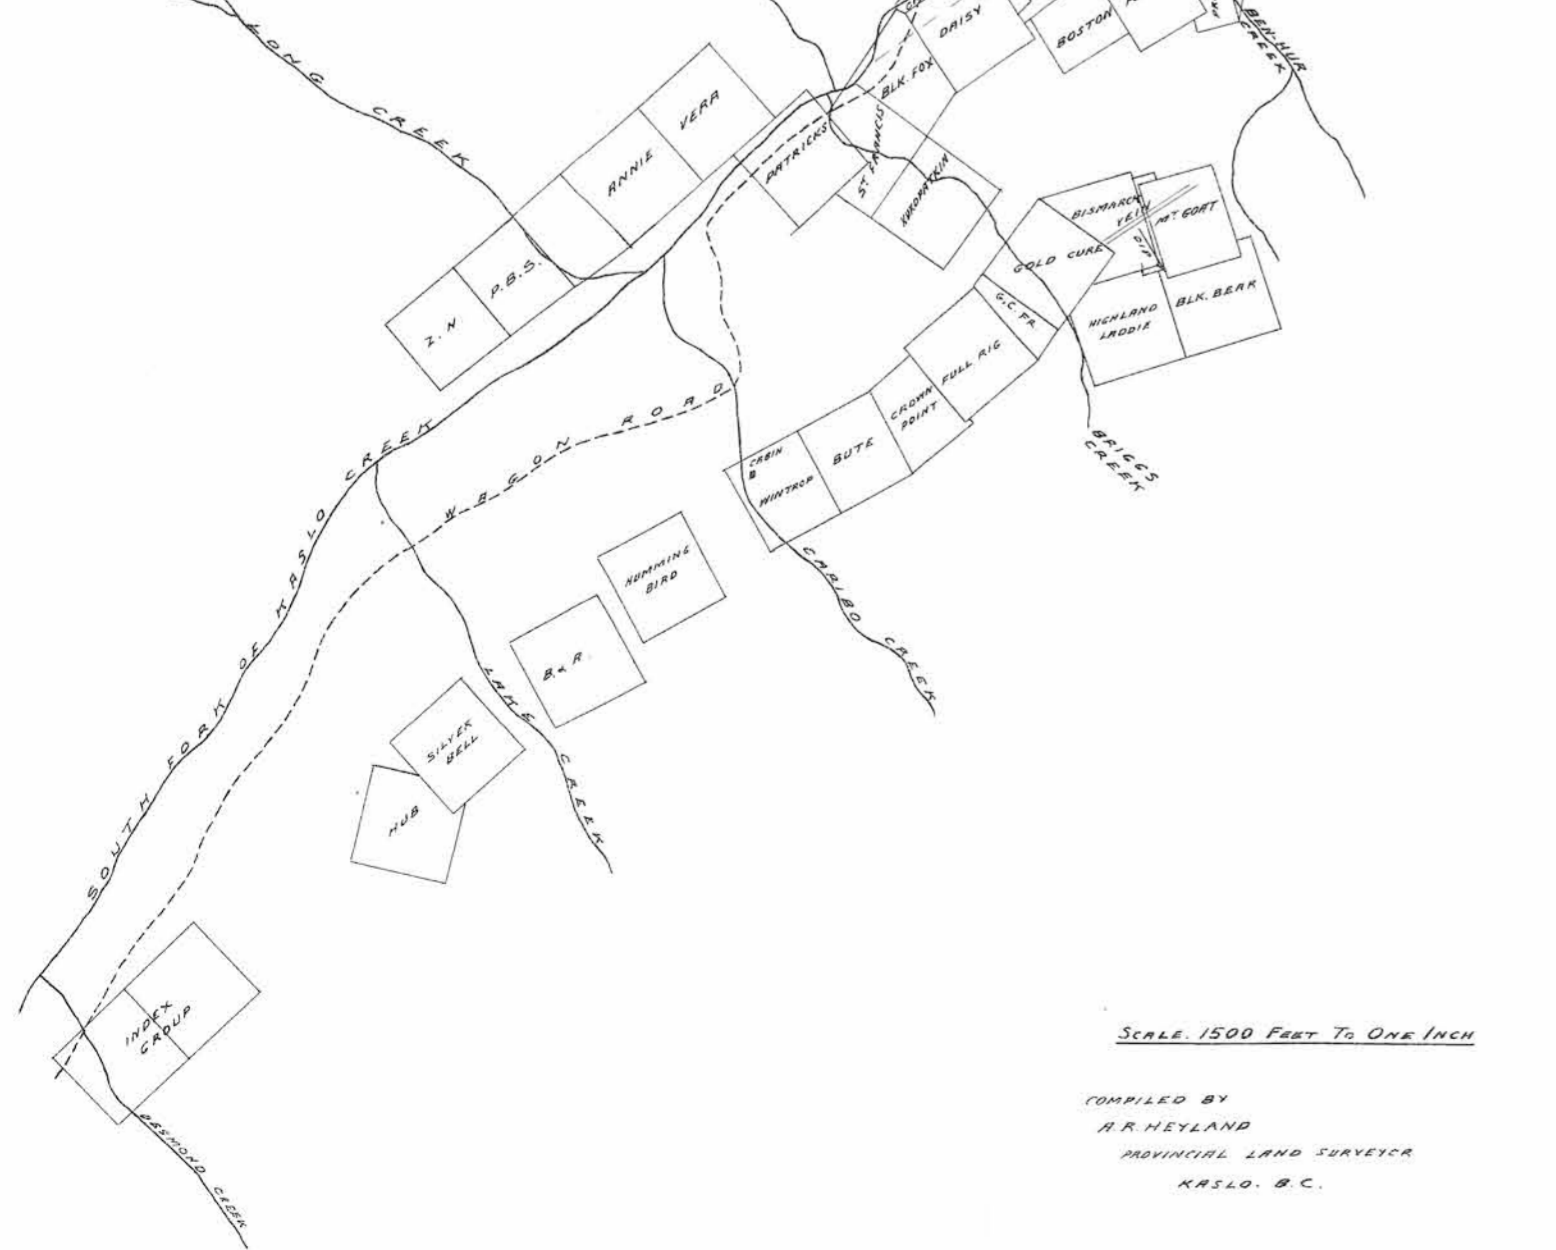 LONG CREEK
DAISY
BOSTON
BEN-HUR
CREEK
BLK. FOX
VERA
ANNIE
PATRICKS
ST FRANCIS
KUROPATKIN
P.B.S.
Z.N
BISMARCK
VEIN
MT GOAT
DIP
GOLD CURE
G.C. FR.
HIGHLAND
LADDIE
BLK. BEAR
FULL RIG
CROWN
POINT
BUTE
CABIN
WINTROP
BRIGGS
CREEK
WAGON ROAD
SOUTH FORK OF KASLO CREEK
HUMMING
BIRD
CARIBO CREEK
B. & R.
LAKE CREEK
SILVER
BELL
HUB
INDEX
GROUP
DESMOND CREEK
SCALE. 1500 FEET TO ONE INCH
COMPILED BY
A.R. HEYLAND
PROVINCIAL LAND SURVEYOR
KASLO. B.C.